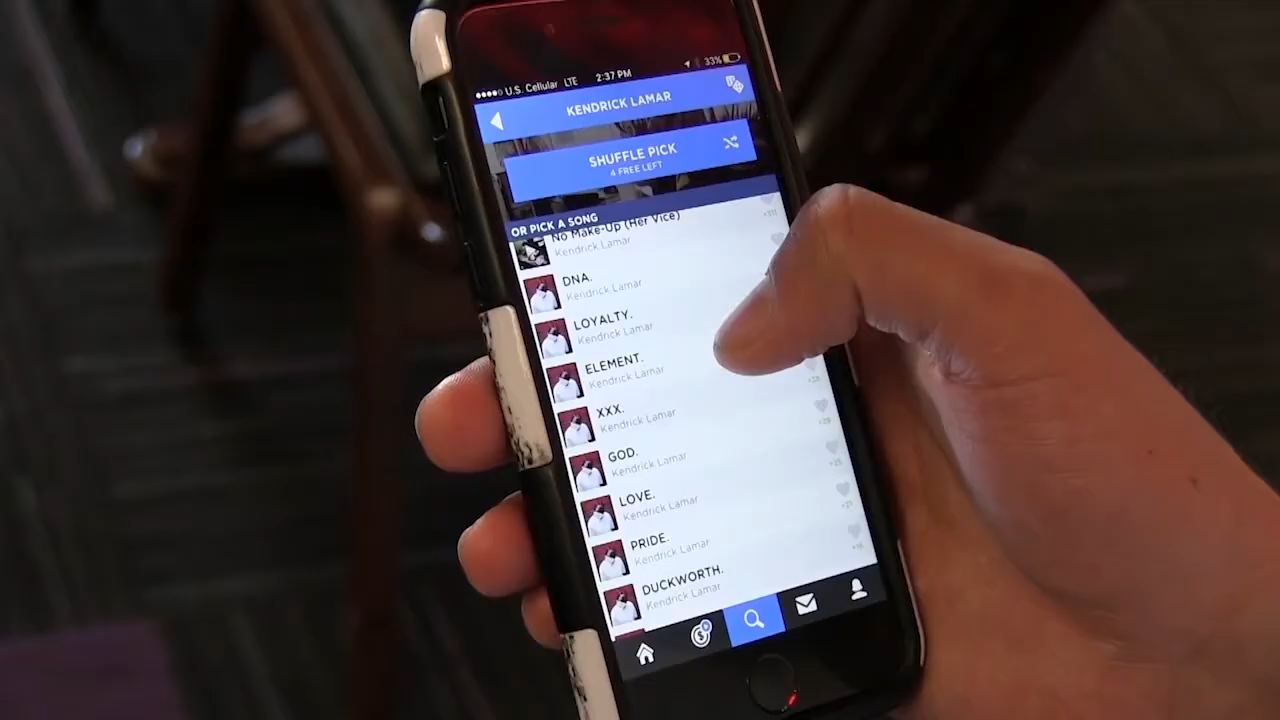 U.S. Cellular LTE 2:37 PM 33%
KENDRICK LAMAR
SHUFFLE PICK
4 FREE LEFT
OR PICK A SONG
No Make-Up (Her Vice)
Kendrick Lamar
DNA.
Kendrick Lamar
LOYALTY.
Kendrick Lamar
ELEMENT.
Kendrick Lamar
XXX.
Kendrick Lamar
GOD.
Kendrick Lamar
LOVE.
Kendrick Lamar
PRIDE.
Kendrick Lamar
DUCKWORTH.
Kendrick Lamar